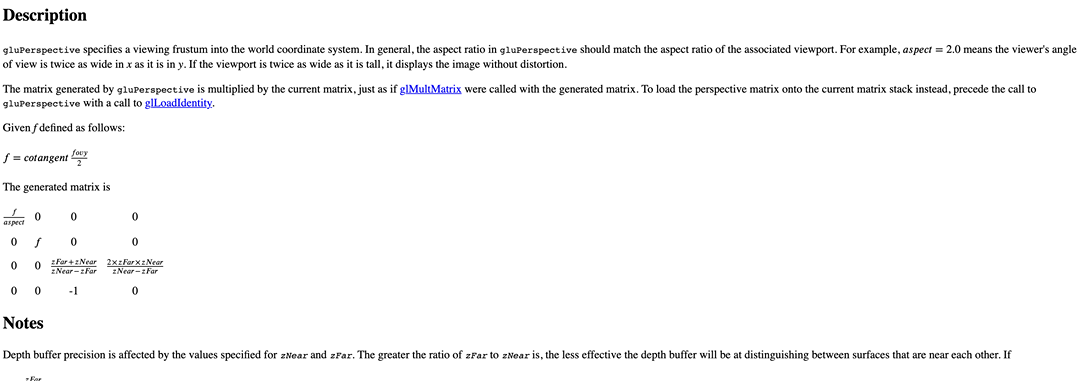 Description
gluPerspective specifies a viewing frustum into the world coordinate system. In general, the aspect ratio in gluPerspective should match the aspect ratio of the associated viewport. For example, aspect = 2.0 means the viewer's angle
of view is twice as wide in x as it is in y. If the viewport is twice as wide as it is tall, it displays the image without distortion.
The matrix generated by gluPerspective is multiplied by the current matrix, just as if glMultMatrix were called with the generated matrix. To load the perspective matrix onto the current matrix stack instead, precede the call to
gluPerspective with a call to glLoadIdentity.
Given f defined as follows:
f = cotangent fovy/2
The generated matrix is
f/aspect 0 0 0
0 f 0 0
0 0 zFar+zNear/zNear−zFar 2×zFar×zNear/zNear−zFar
0 0 -1 0
Notes
Depth buffer precision is affected by the values specified for zNear and zFar. The greater the ratio of zFar to zNear is, the less effective the depth buffer will be at distinguishing between surfaces that are near each other. If
zFar